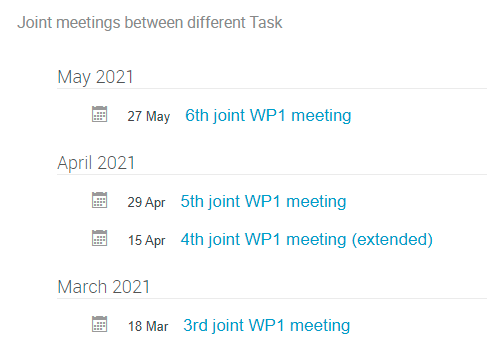 Joint meetings between different Task
May 2021
27 May 6th joint WP1 meeting
April 2021
29 Apr 5th joint WP1 meeting
15 Apr 4th joint WP1 meeting (extended)
March 2021
18 Mar 3rd joint WP1 meeting